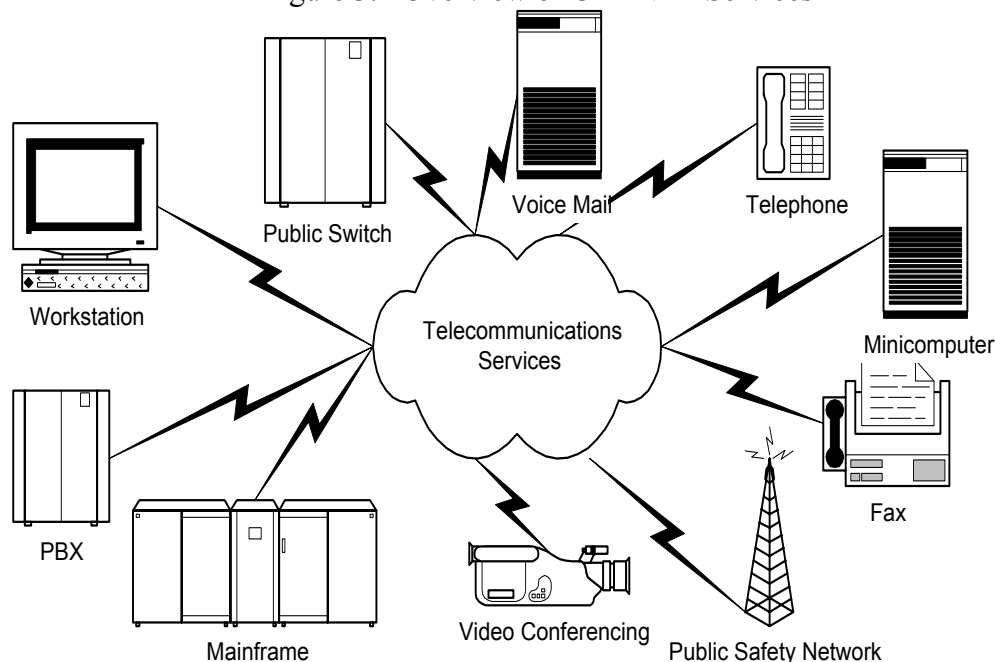 Voice Mail
Telephone
Public Switch
Workstation
Telecommunications
Services
Minicomputer
PBX
Fax
Mainframe
Video Conferencing
Public Safety Network